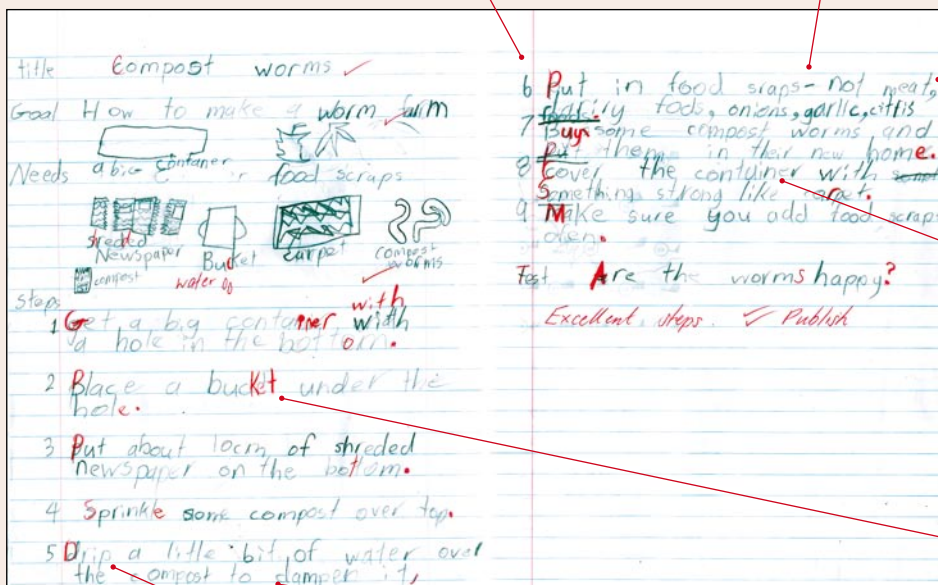 title Compost worms
Goal How to make a worm farm
a big contaner food scraps
Needs
shredded Newspaper
Bucket
carpet
compost worms
compost
water
Steps
with
1 Get a big container width
a hole in the bottom.
2 Place a bucket under the
hole.
3 Put about 10cm of shreded
newspaper on the bottom.
4 Sprinkle some compost over top.
5 Drip a little bit of water over
the compost to dampen it,
6 Put in food sraps - not meat,
foods, onions, garlic, citris
7 Buy some compost worms and
Put them in their new home.
8 Cover the container with
Something strong like carpet.
9 Make sure you add food scraps
ofen.
Test Are the worms happy?
Excellent steps. Publish